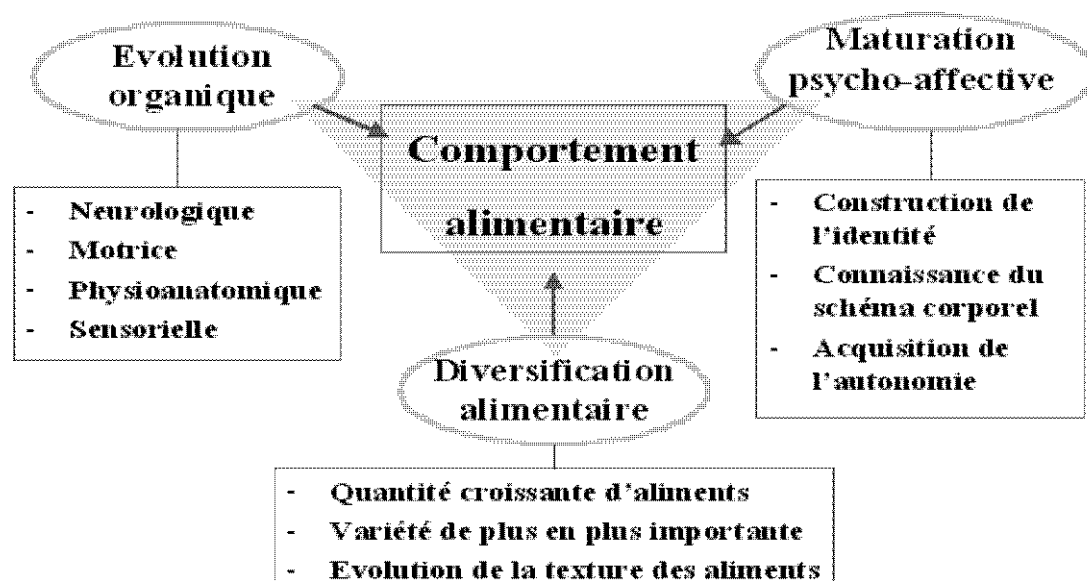 Evolution
organique
Maturation
psycho-affective
Comportement
alimentaire
- Neurologique
- Motrice
- Physioanatomique
- Sensorielle
- Construction de
l'identité
- Connaissance du
schéma corporel
- Acquisition de
l'autonomie
Diversification
alimentaire
- Quantité croissante d'aliments
- Variété de plus en plus importante
- Evolution de la texture des aliments